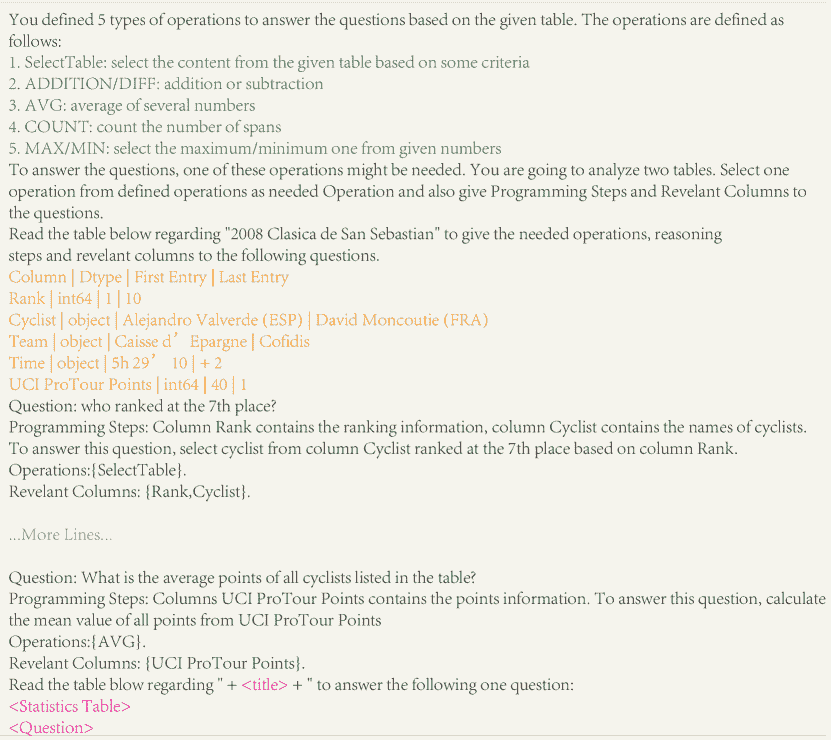 You defined 5 types of operations to answer the questions based on the given table. The operations are defined as
follows:
1. SelectTable: select the content from the given table based on some criteria
2. ADDITION/DIFF: addition or subtraction
3. AVG: average of several numbers
4. COUNT: count the number of spans
5. MAX/MIN: select the maximum/minimum one from given numbers
To answer the questions, one of these operations might be needed. You are going to analyze two tables. Select one
operation from defined operations as needed Operation and also give Programming Steps and Revelant Columns to
the questions.
Read the table below regarding "2008 Clasica de San Sebastian" to give the needed operations, reasoning
steps and revelant columns to the following questions.
Column | Dtype | First Entry | Last Entry
Rank | int64 | 1 | 10
Cyclist | object | Alejandro Valverde (ESP) | David Moncoutie (FRA)
Team | object | Caisse d’ Epargne | Cofidis
Time | object | 5h 29’ 10 | + 2
UCI ProTour Points | int64 | 40 | 1
Question: who ranked at the 7th place?
Programming Steps: Column Rank contains the ranking information, column Cyclist contains the names of cyclists.
To answer this question, select cyclist from column Cyclist ranked at the 7th place based on column Rank.
Operations:{SelectTable}.
Revelant Columns: {Rank,Cyclist}.
...More Lines...
Question: What is the average points of all cyclists listed in the table?
Programming Steps: Columns UCI ProTour Points contains the points information. To answer this question, calculate
the mean value of all points from UCI ProTour Points
Operations:{AVG}.
Revelant Columns: {UCI ProTour Points}.
Read the table blow regarding " + <title> + " to answer the following one question:
<Statistics Table>
<Question>